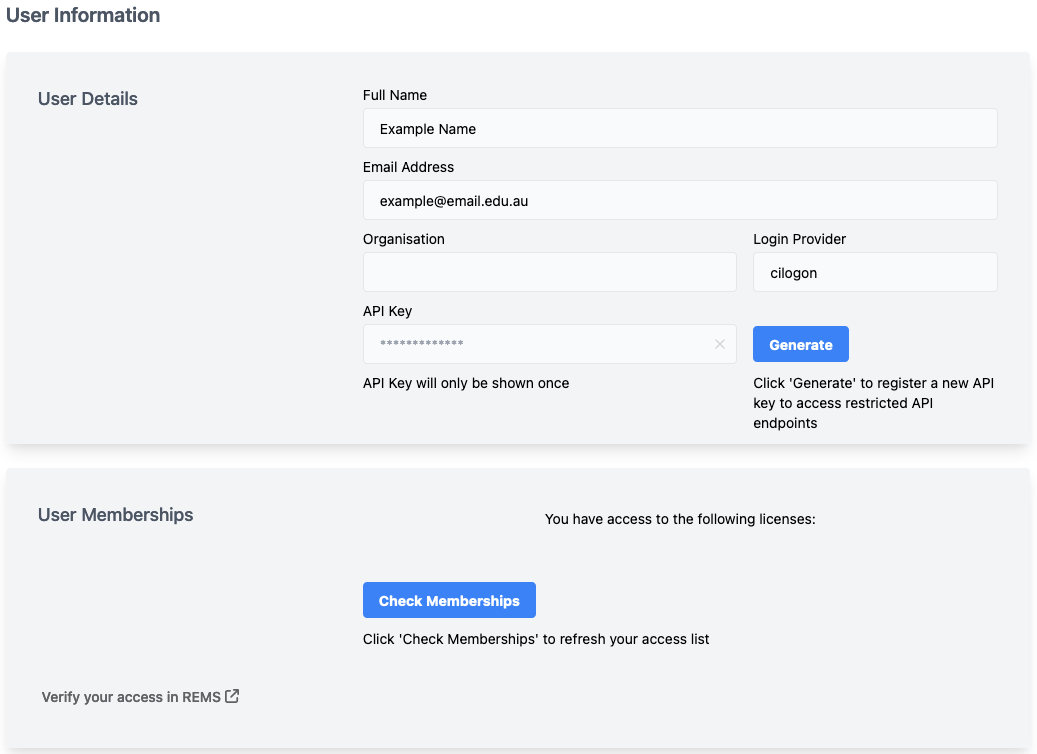 User Information
User Details
Full Name
Example Name
Email Address
example@email.edu.au
Organisation
Login Provider
cilogon
API Key
*************
Generate
API Key will only be shown once
Click 'Generate' to register a new API
key to access restricted API
endpoints
User Memberships
You have access to the following licenses:
Check Memberships
Click 'Check Memberships' to refresh your access list
Verify your access in REMS